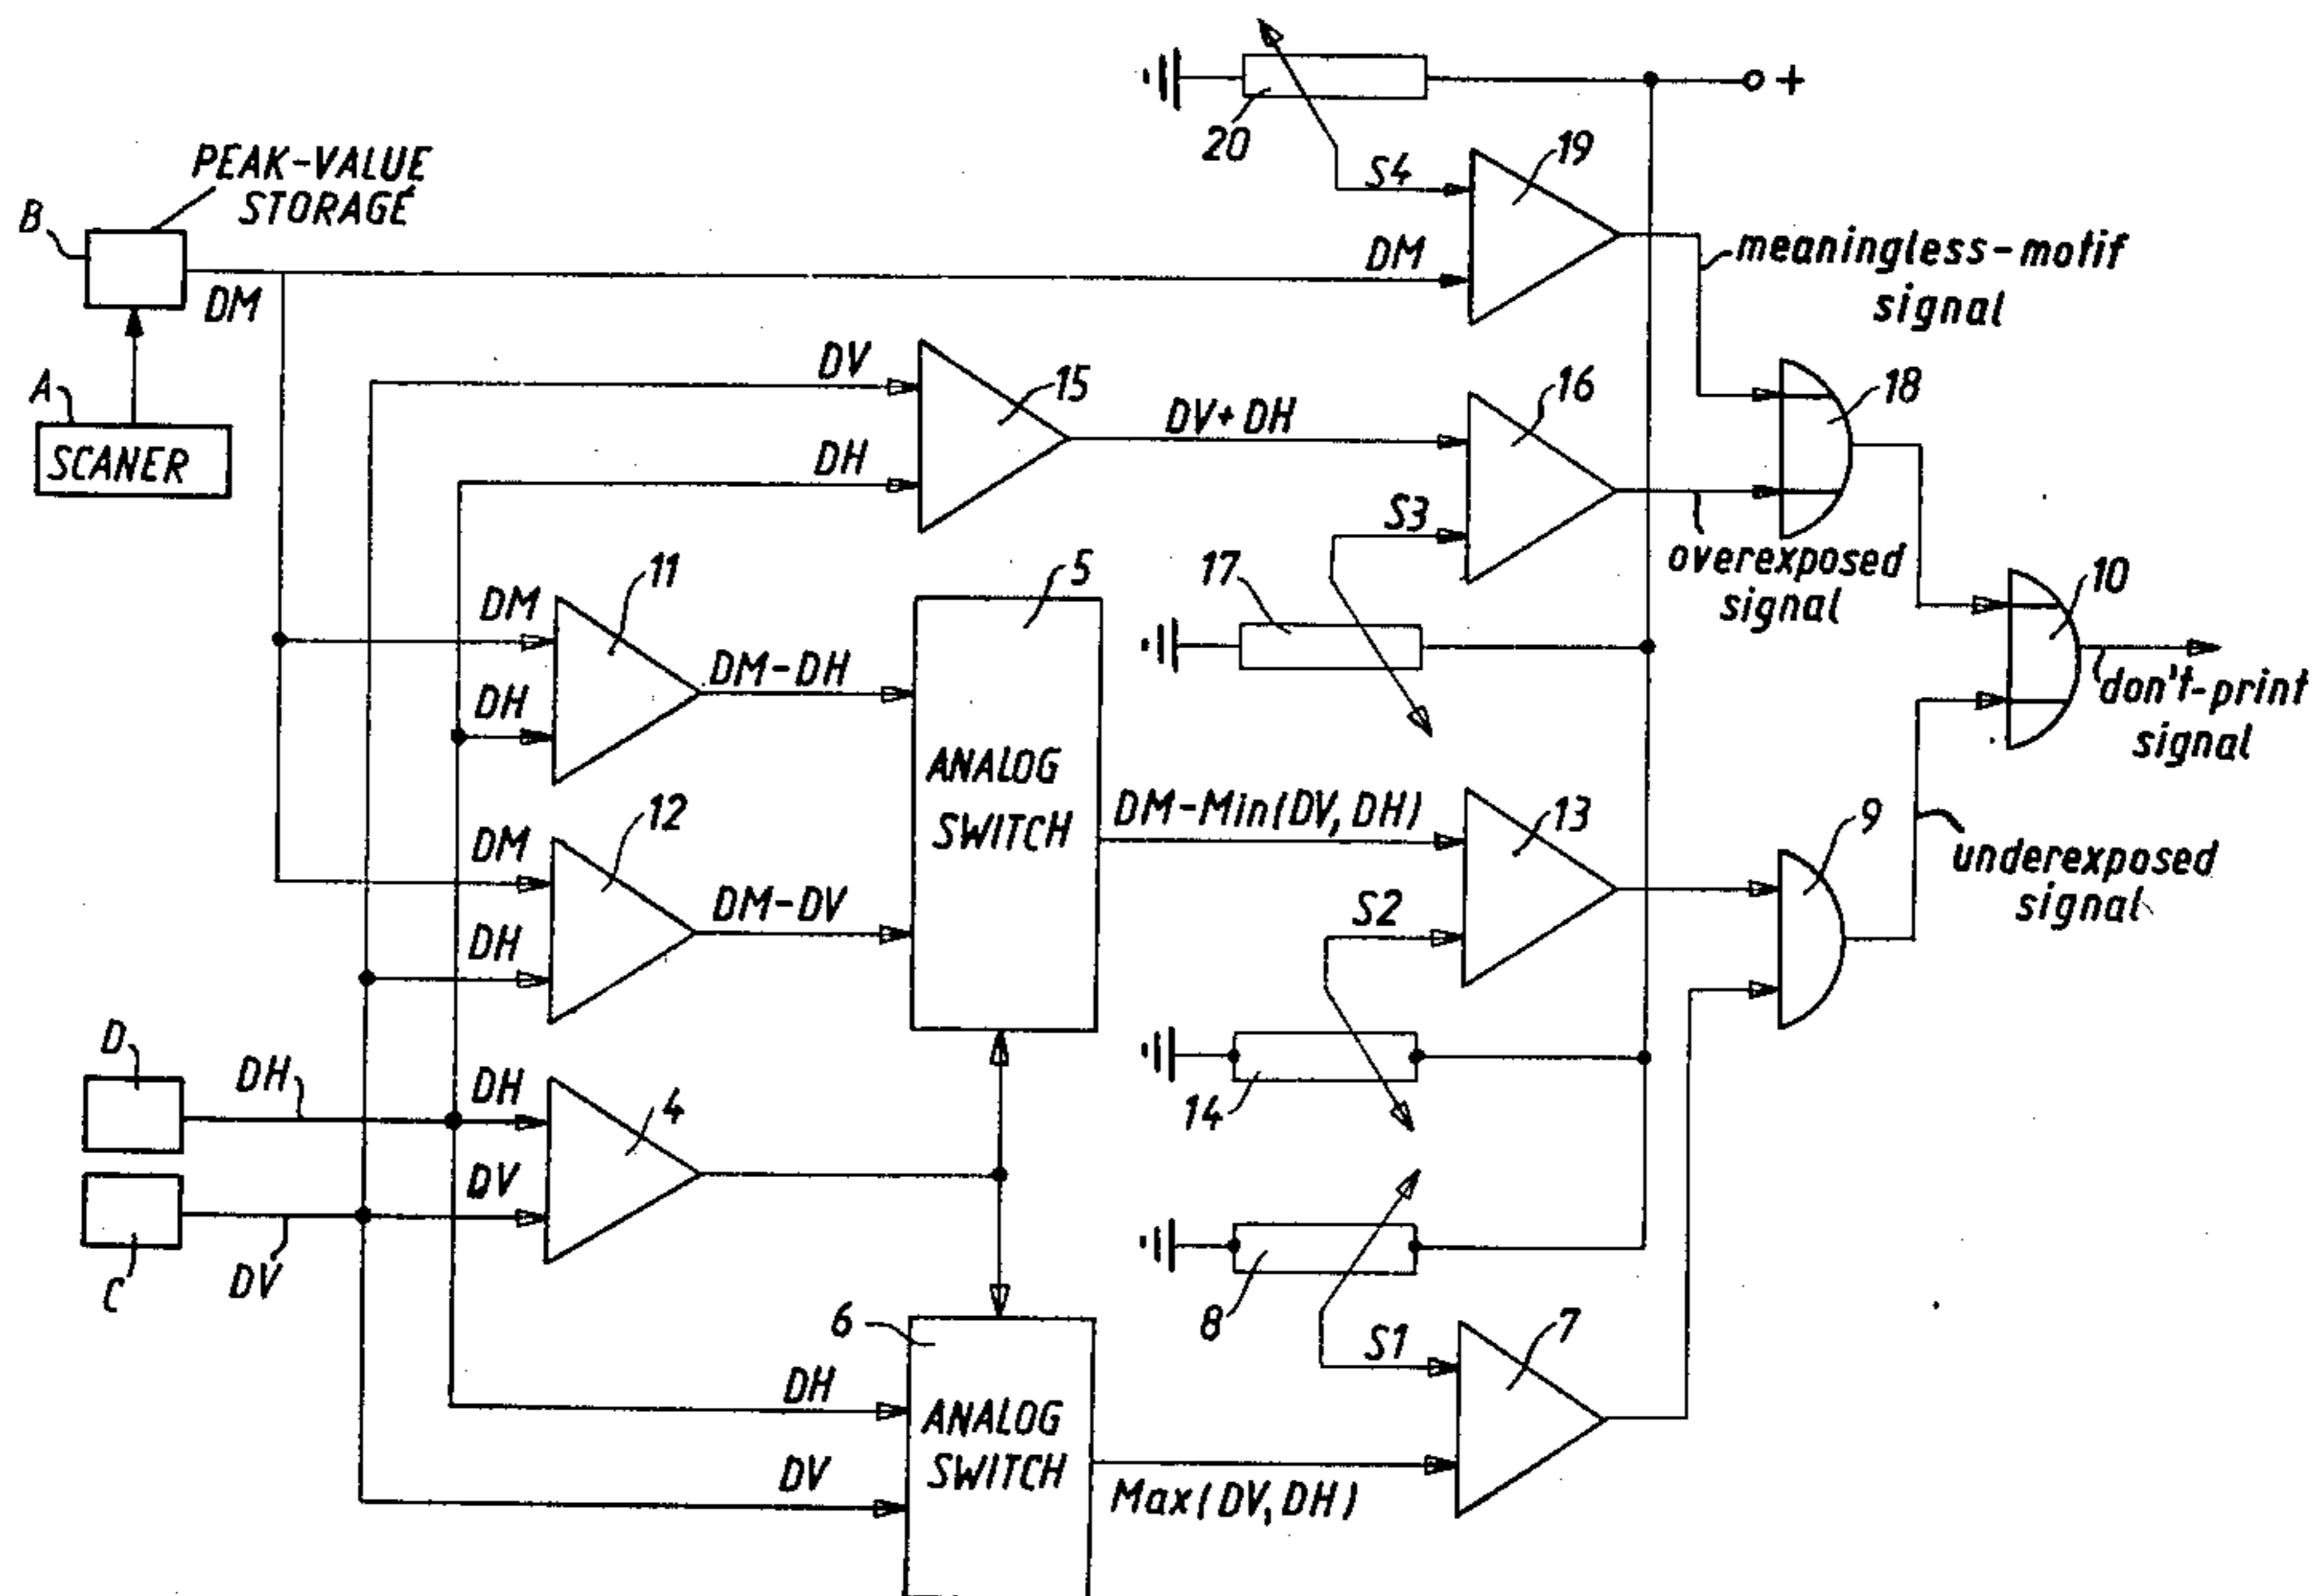 20
+
PEAK-VALUE
STORAGE
B
DM
S4
19
DM
meaningless-motif
signal
A
SCANER
DV
15
DH
DV+DH
16
S3
18
overexposed
signal
17
11
DM
DH
DM-DH
5
ANALOG
SWITCH
10
don't-print
signal
12
DM
DH
DM-DV
DM-Min(DV,DH)
13
S2
9
underexposed
signal
14
D
DH
DH
4
DV
C
DV
8
S1
7
6
DH
ANALOG
SWITCH
DV
Max(DV,DH)